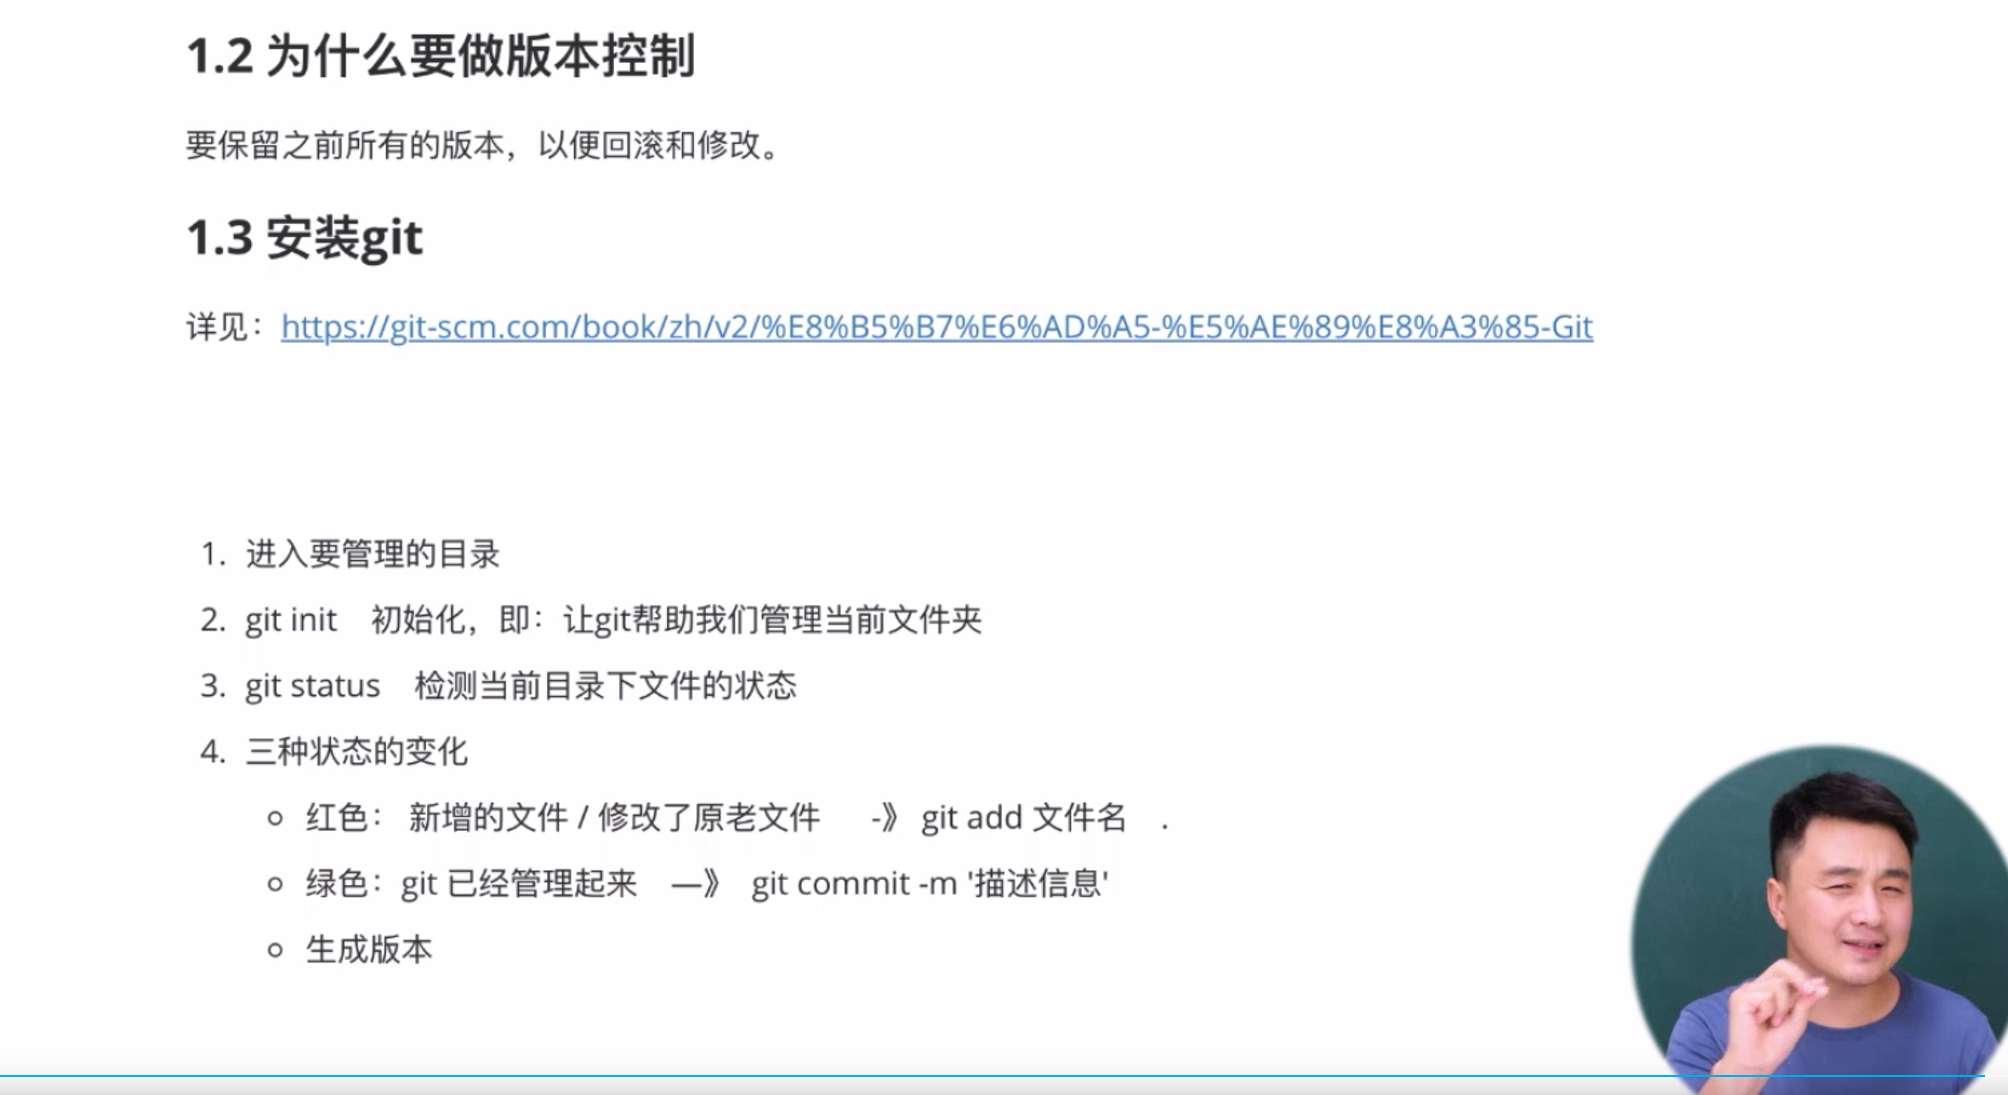 1.2 为什么要做版本控制
要保留之前所有的版本，以便回滚和修改。
1.3 安装git
详见：https://git-scm.com/book/zh/v2/%E8%B5%B7%E6%AD%A5-%E5%AE%89%E8%A3%85-Git
1. 进入要管理的目录
2. git init 初始化，即：让git帮助我们管理当前文件夹
3. git status 检测当前目录下文件的状态
4. 三种状态的变化
○ 红色： 新增的文件 / 修改了原老文件 -》 git add 文件名 .
○ 绿色：git 已经管理起来 —》 git commit -m '描述信息'
○ 生成版本